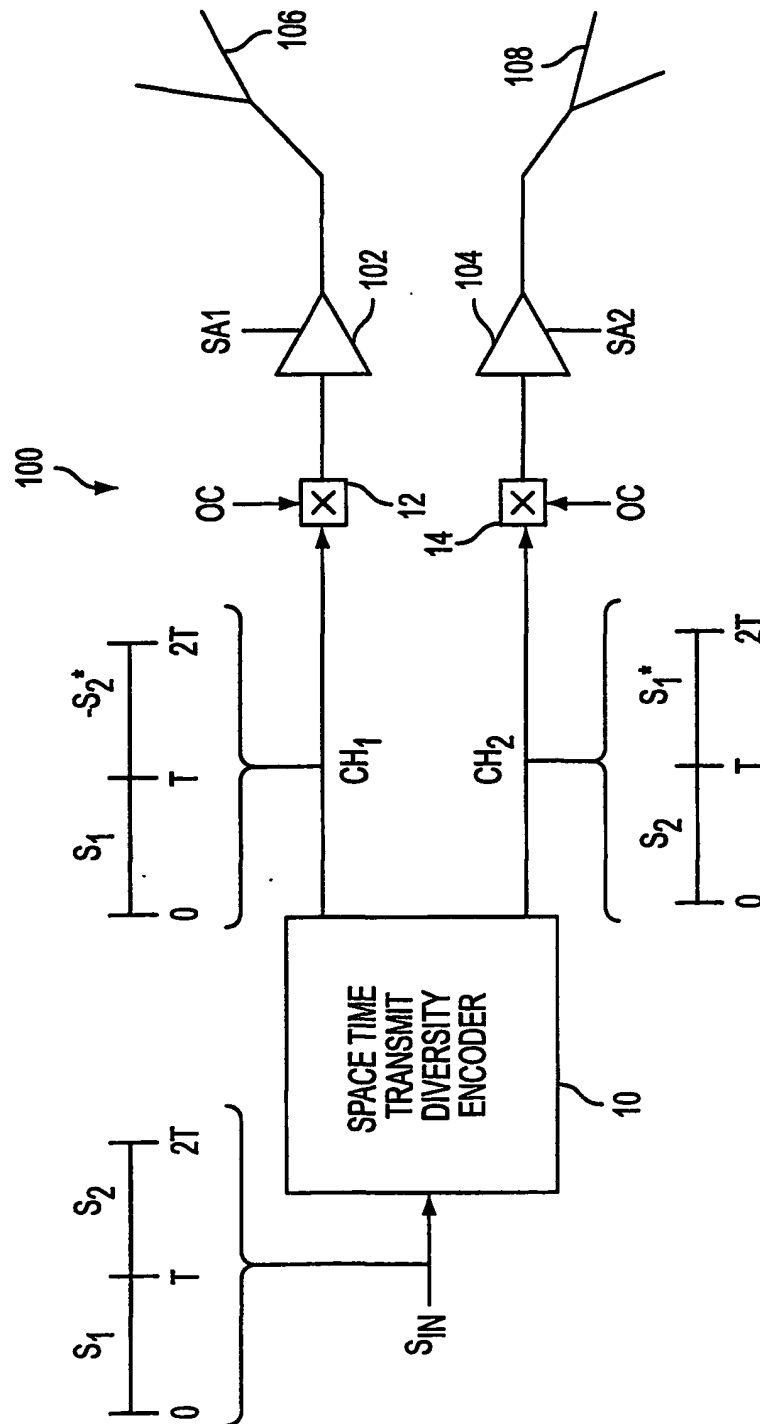 100
S₁ S₂
0 T 2T
S_IN
SPACE TIME
TRANSMIT
DIVERSITY
ENCODER
10
S₁ -S₂*
0 T 2T
CH₁
CH₂
S₂ S₁*
0 T 2T
OC
X
12
14
X
OC
SA1
102
104
SA2
106
108